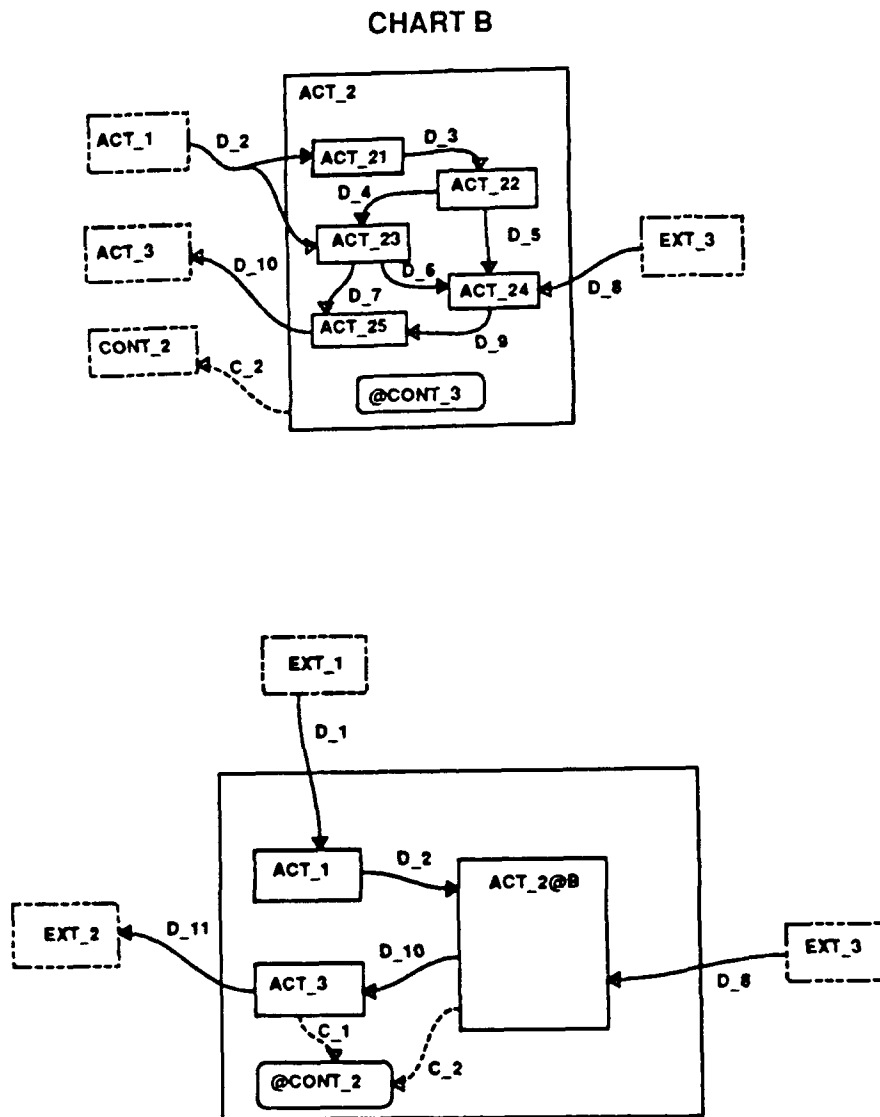 CHART B
ACT_2
ACT_1
D_2
D_3
ACT_21
ACT_22
D_4
ACT_23
D_5
EXT_3
ACT_3
D_10
D_6
ACT_24
D_8
D_7
ACT_25
D_9
CONT_2
C_2
@CONT_3
EXT_1
D_1
ACT_1
D_2
ACT_2@B
EXT_2
D_11
D_10
EXT_3
ACT_3
D_8
C_1
C_2
@CONT_2